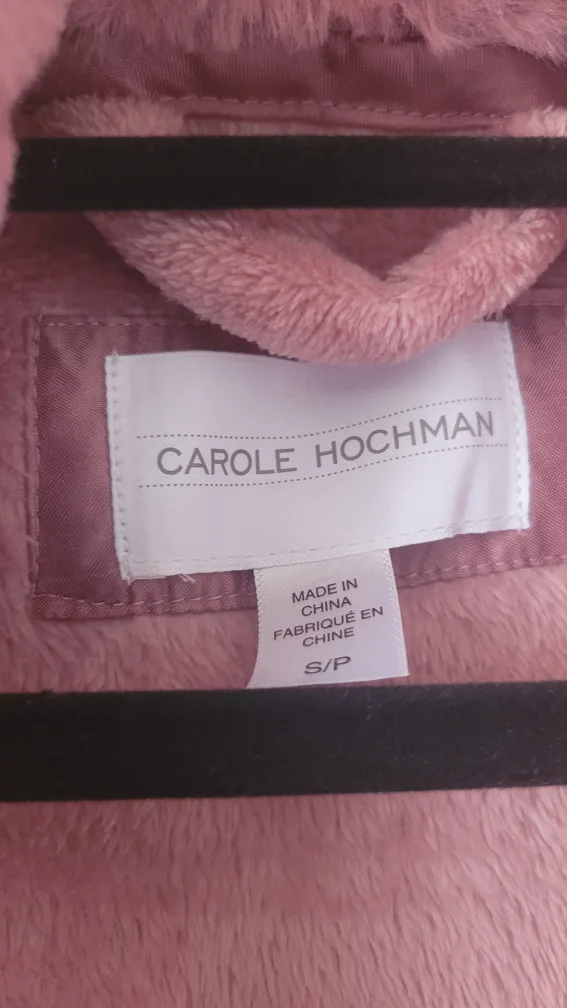 CAROLE HOCHMAN
MADE IN
CHINA
FABRIQUÉ EN
CHINE
S/P